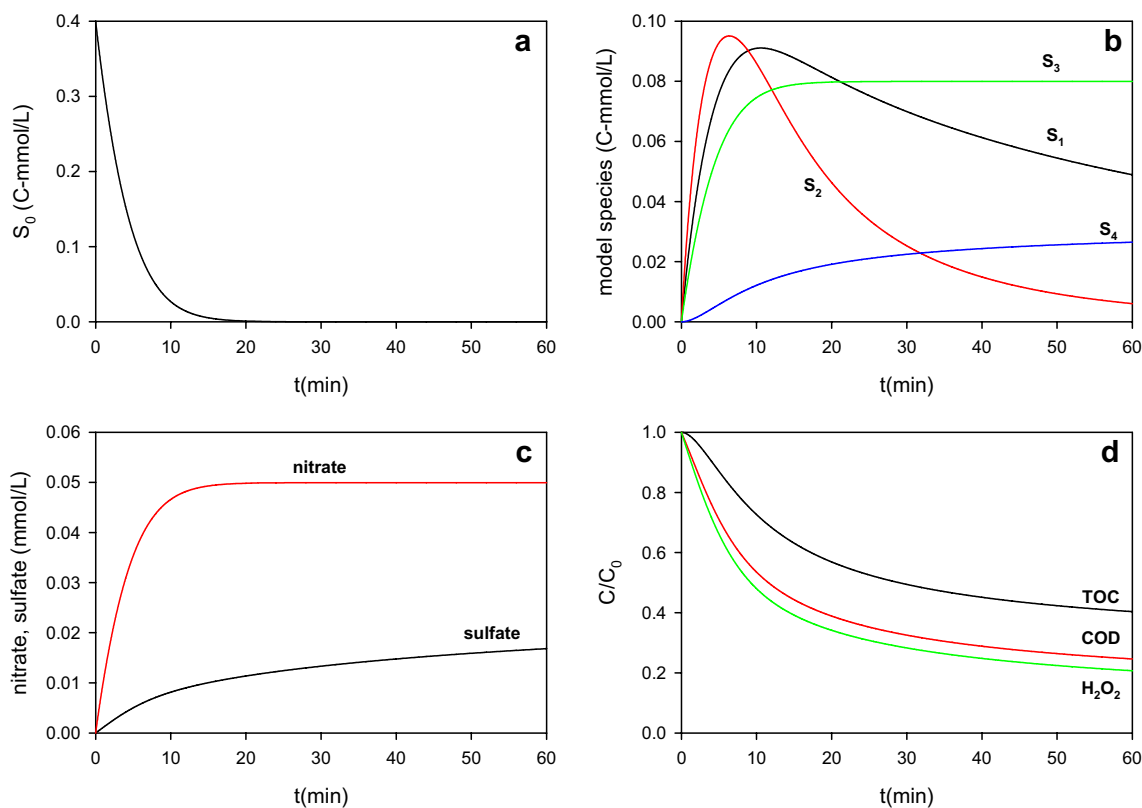 a
S₀ (C-mmol/L)
0.4
0.3
0.2
0.1
0.0
0 10 20 30 40 50 60
t(min)
b
model species (C-mmol/L)
0.10
0.08
0.06
0.04
0.02
0.00
S₃
S₁
S₂
S₄
0 10 20 30 40 50 60
t(min)
c
nitrate, sulfate (mmol/L)
0.06
0.05
0.04
0.03
0.02
0.01
0.00
nitrate
sulfate
0 10 20 30 40 50 60
t(min)
d
C/C₀
1.0
0.8
0.6
0.4
0.2
0.0
TOC
COD
H₂O₂
0 10 20 30 40 50 60
t(min)